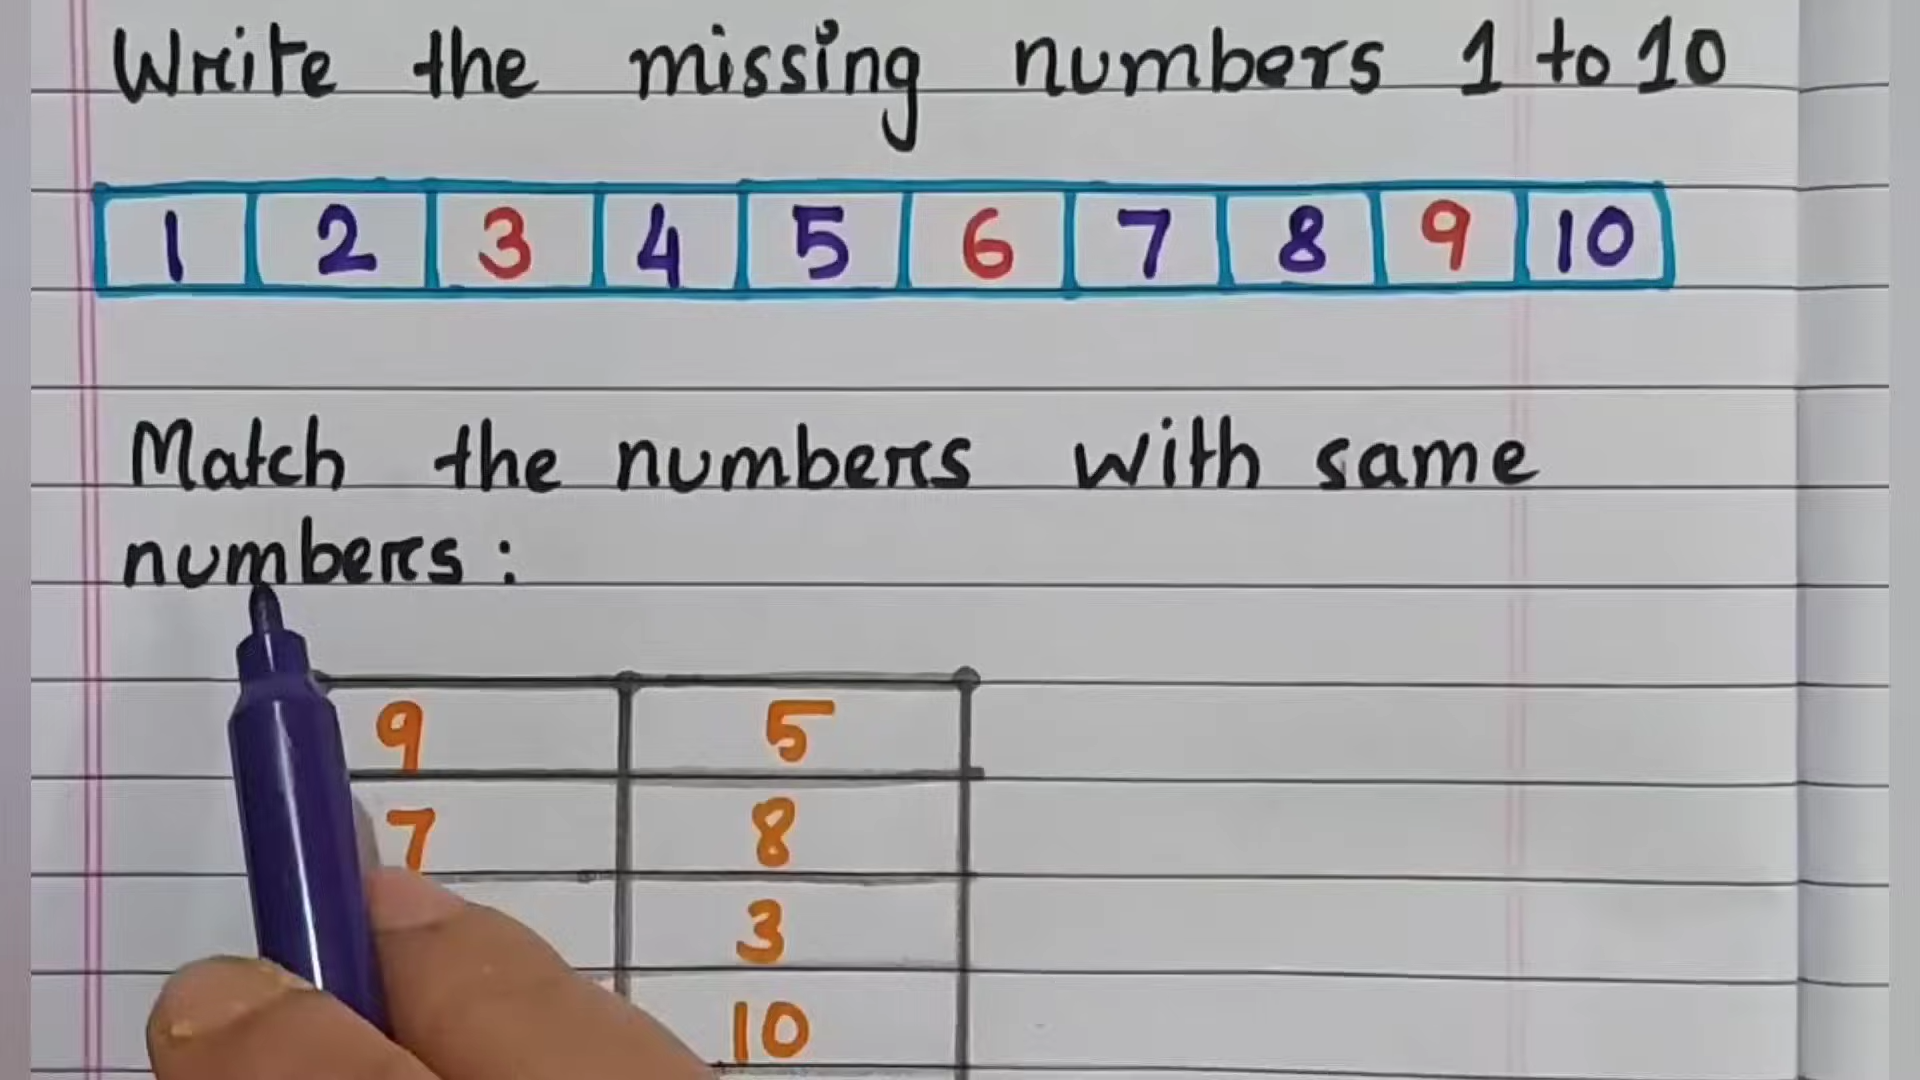 Write the missing numbers 1 to 10
1 2 3 4 5 6 7 8 9 10
Match the numbers with same
numbers :
9 5
7 8
3
10